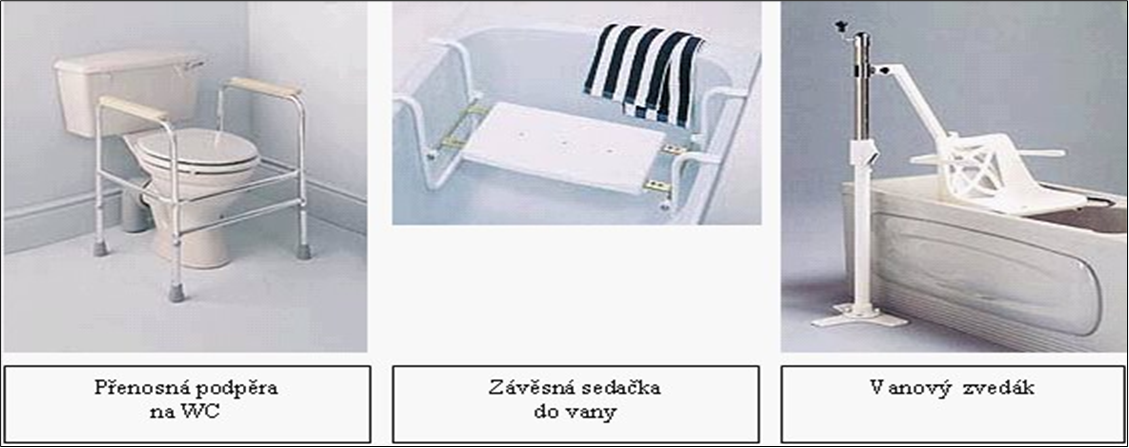 Přenosná podpěra
na WC
Závěsná sedačka
do vany
Vanový zvedák